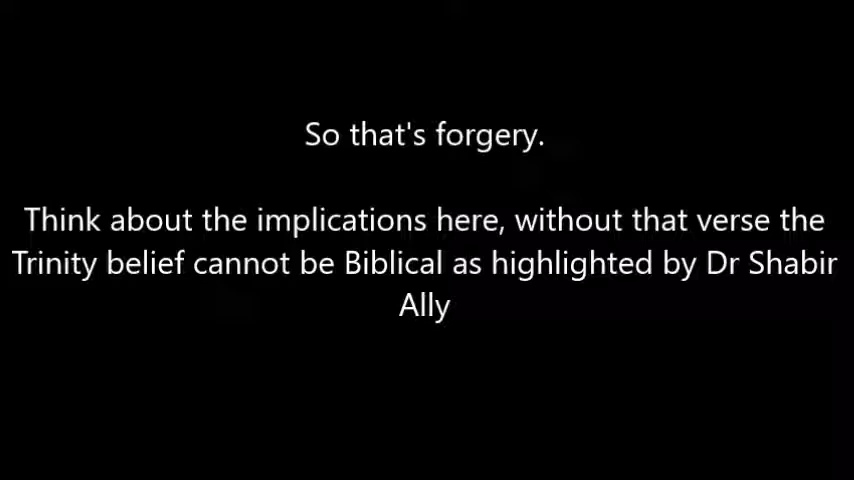 So that's forgery.
Think about the implications here, without that verse the
Trinity belief cannot be Biblical as highlighted by Dr Shabir
Ally